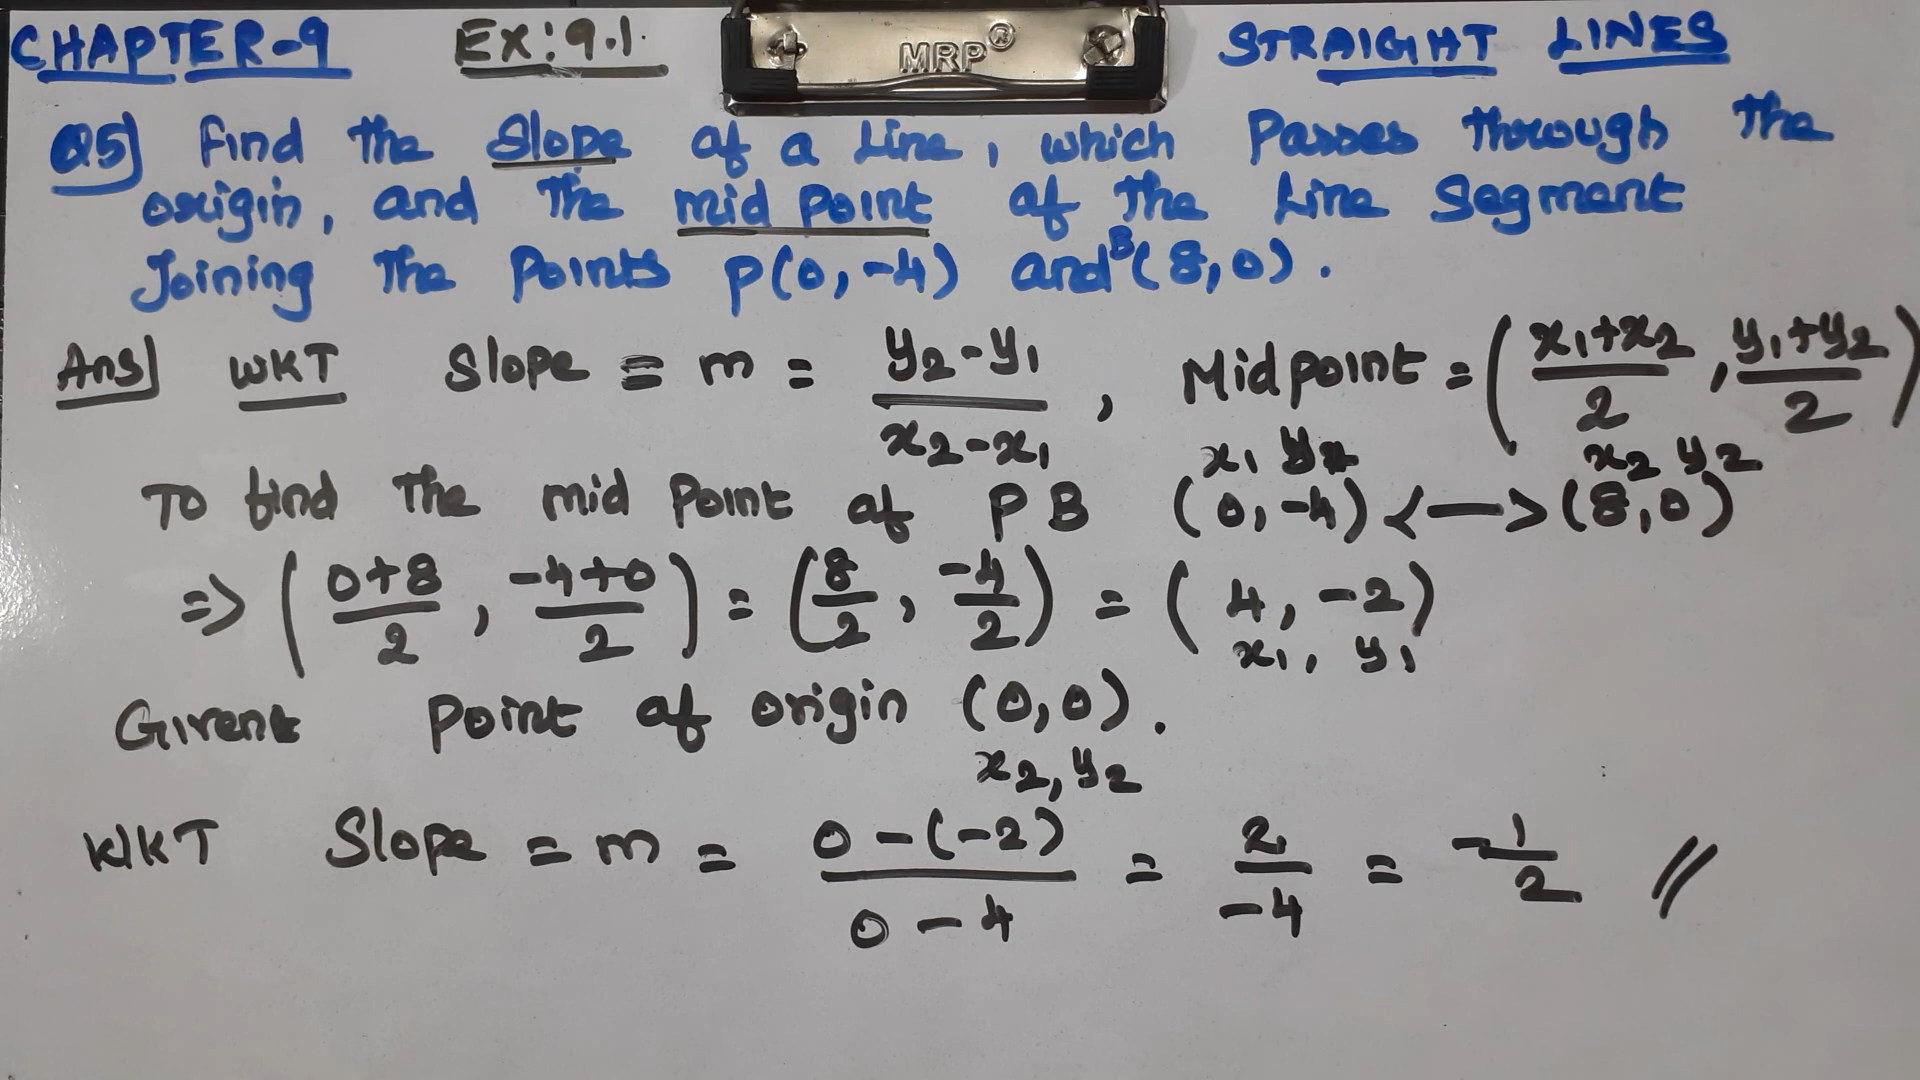 CHAPTER-9 EX:9.1. MRP® STRAIGHT LINES
Q5) Find the Slope of a Line, which Passes through the
origin, and the mid point of the Line Segment
Joining The Points P(0,-4) and B(8,0).
Ans) WKT Slope = m = (y2-y1)/(x2-x1), Midpoint = ((x1+x2)/2, (y1+y2)/2)
x1 x2 y2
To find the mid Point of PB (0,-4) <—> (8,0)
=> ((0+8)/2, (-4+0)/2) = (8/2, -4/2) = (4,-2)
x1, y1
Point of origin (0,0).
x2, y2
WKT Slope = m = (0-(-2))/(0-4) = 2/-4 = -1/2 //